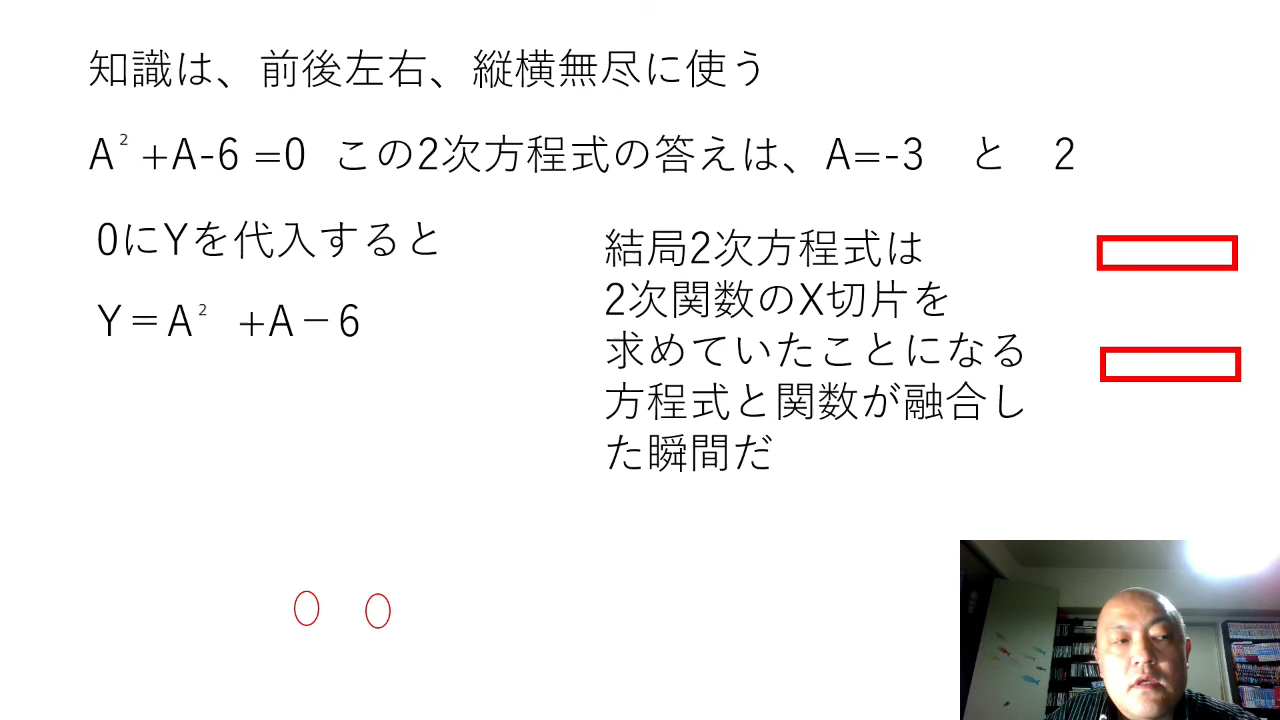 知識は、前後左右、縦横無尽に使う
A²+A-6 =0 この2次方程式の答えは、A=-3　と　2
0にYを代入すると
Y＝A² +A－6
結局2次方程式は
2次関数のX切片を
求めていたことになる
方程式と関数が融合し
た瞬間だ